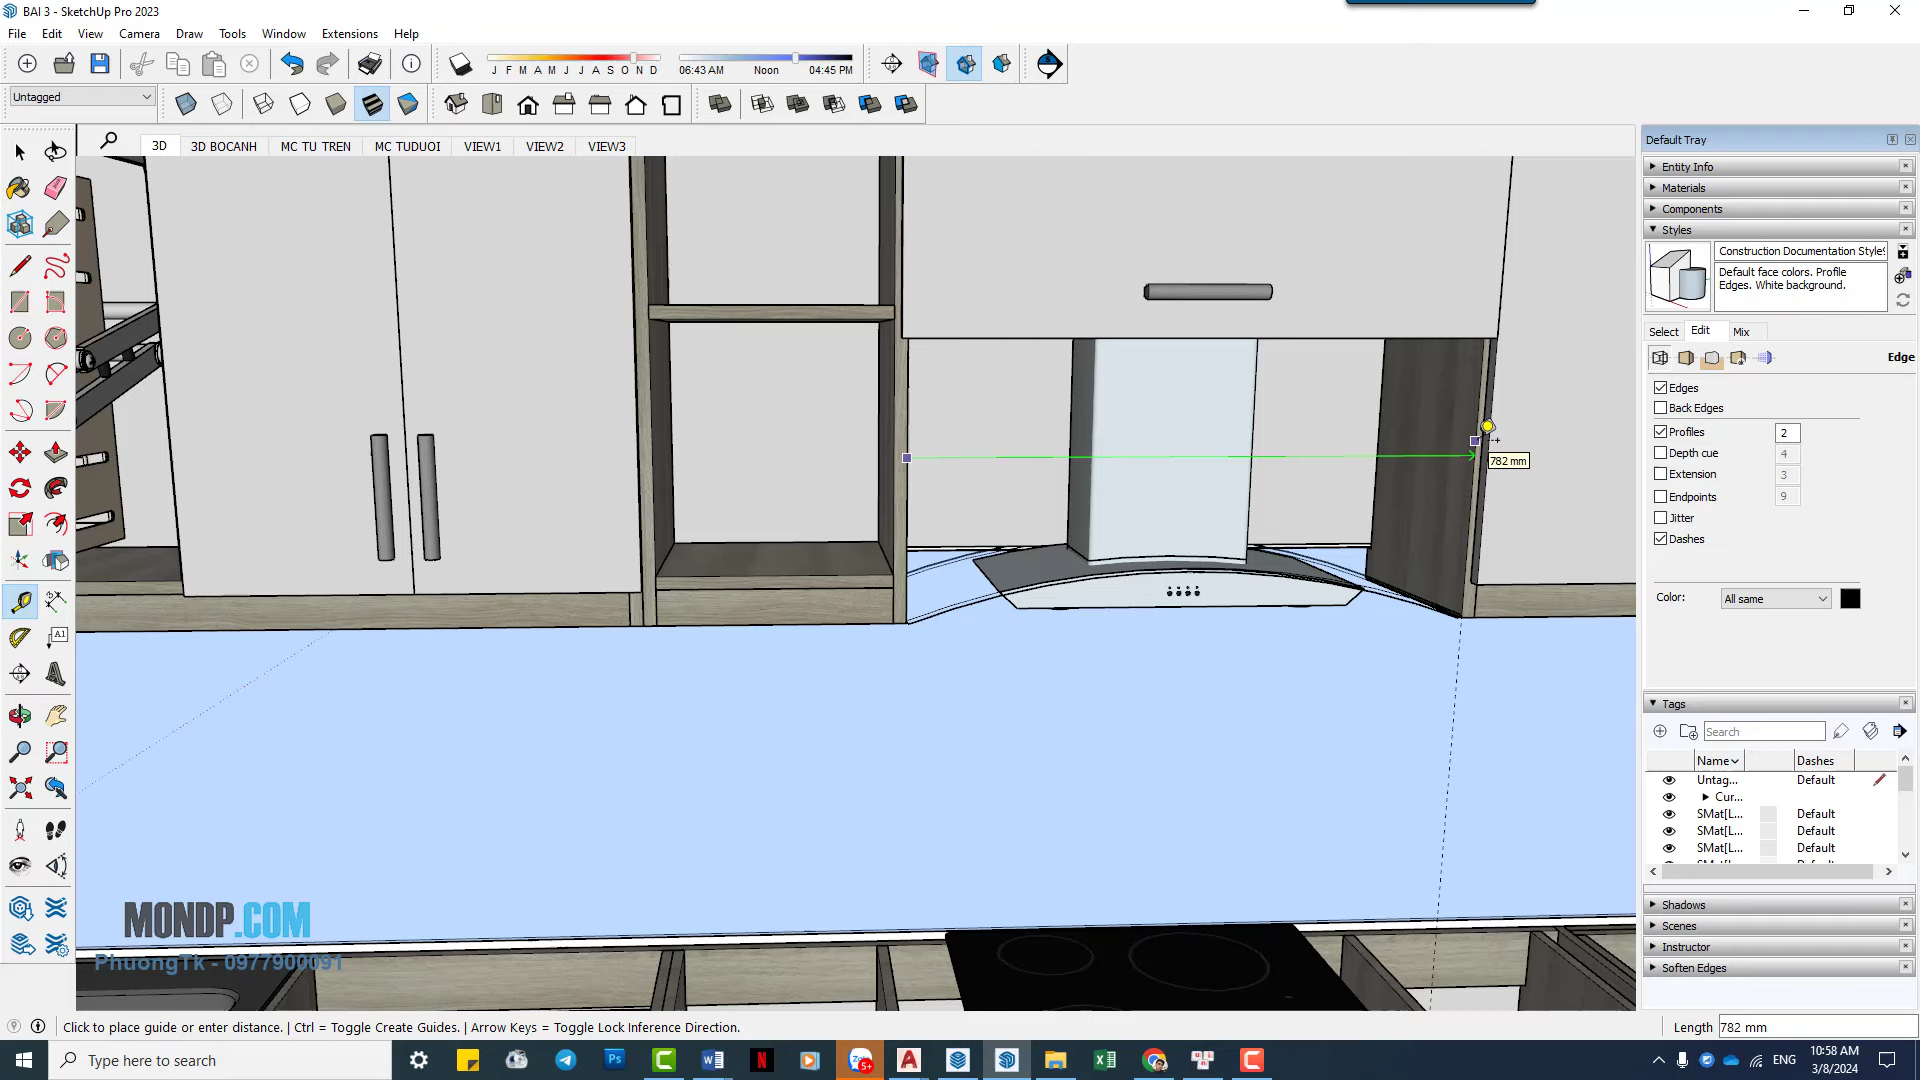 BAI 3 - SketchUp Pro 2023
File Edit View Camera Draw Tools Window Extensions Help
J F M A M J J A S O N D
06:43 AM Noon 04:45 PM
Untagged
3D 3D BOCANH MC TU TREN MC TUDUOI VIEW1 VIEW2 VIEW3
782 mm
Default Tray
Entity Info
Materials
Components
Styles
Construction Documentation Style
Default face colors. Profile
Edges. White background.
Select Edit Mix
Edge
Edges
Back Edges
Profiles 2
Depth cue 4
Extension 3
Endpoints 9
Jitter
Dashes
Color: All same
Tags
Search
Name Dashes
Untag... Default
Cur...
SMat[L... Default
SMat[L... Default
SMat[L... Default
Shadows
Scenes
Instructor
Soften Edges
A1
MONDP.COM
PhuongTk - 0977900091
Click to place guide or enter distance. | Ctrl = Toggle Create Guides. | Arrow Keys = Toggle Lock Inference Direction.
Length 782 mm
Type here to search
Ps
Zalo
5+
ENG
10:58 AM
3/8/2024